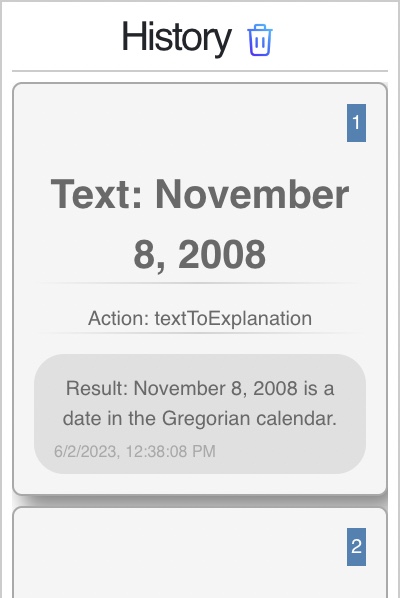 History
1
Text: November
8, 2008
Action: textToExplanation
Result: November 8, 2008 is a
date in the Gregorian calendar.
6/2/2023, 12:38:08 PM
2